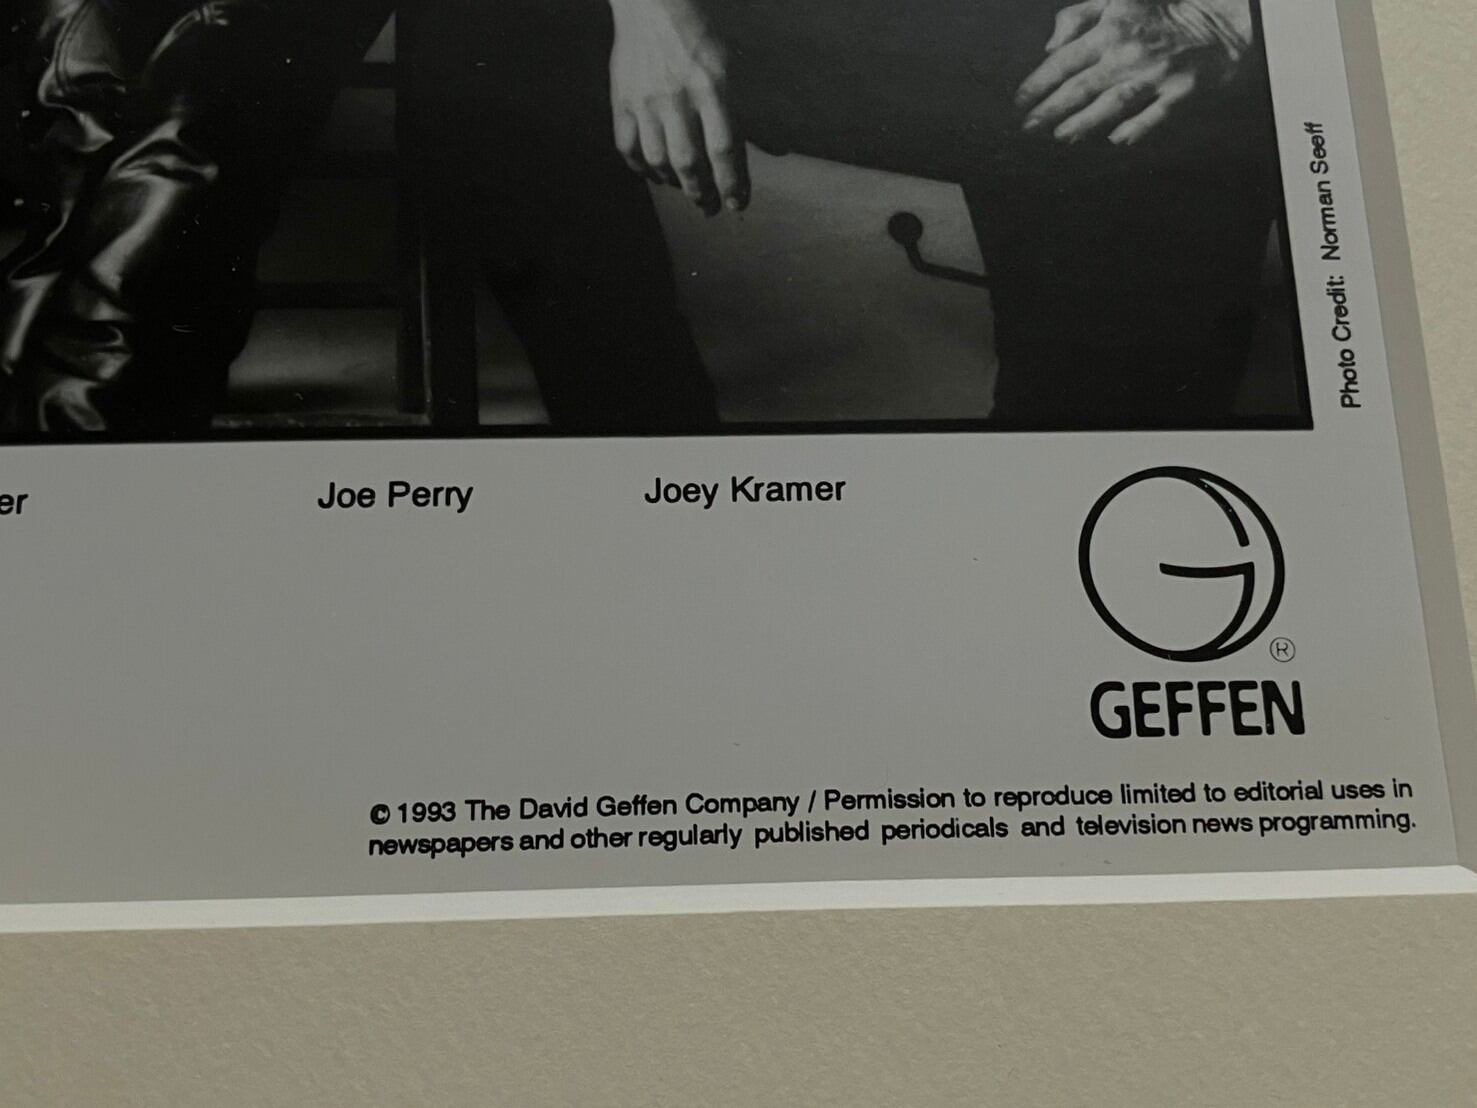 Photo Credit: Norman Seeff
er Joe Perry Joey Kramer
®
GEFFEN
© 1993 The David Geffen Company / Permission to reproduce limited to editorial uses in
newspapers and other regularly published periodicals and television news programming.